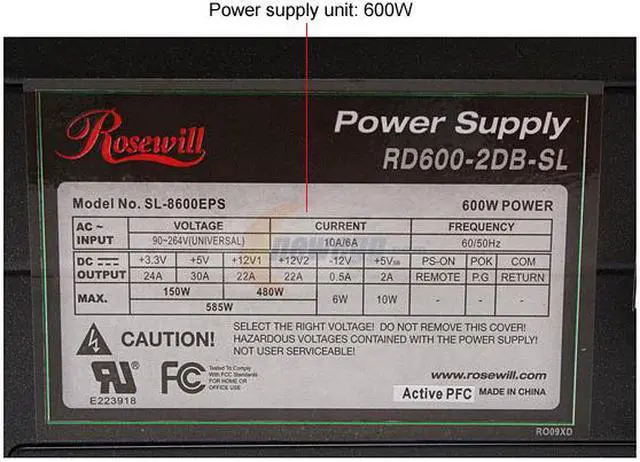 Power supply unit: 600W
Rosewill
Power Supply
RD600-2DB-SL
Model No. SL-8600EPS 600W POWER
AC ~ INPUT VOLTAGE CURRENT FREQUENCY
90~264V(UNIVERSAL) 10A/6A 60/50Hz
DC OUTPUT +3.3V +5V +12V1 +12V2 -12V +5VSB PS-ON POK COM
24A 30A 22A 22A 0.5A 2A REMOTE P.G RETURN
MAX. 150W 480W 6W 10W - - -
585W
CAUTION!
SELECT THE RIGHT VOLTAGE! DO NOT REMOVE THIS COVER!
HAZARDOUS VOLTAGES CONTAINED WITH THE POWER SUPPLY!
NOT USER SERVICEABLE!
E223918
FC
Tested To Comply
With FCC Standards
FOR HOME OR
OFFICE USE
www.rosewill.com
Active PFC MADE IN CHINA
RO09XD